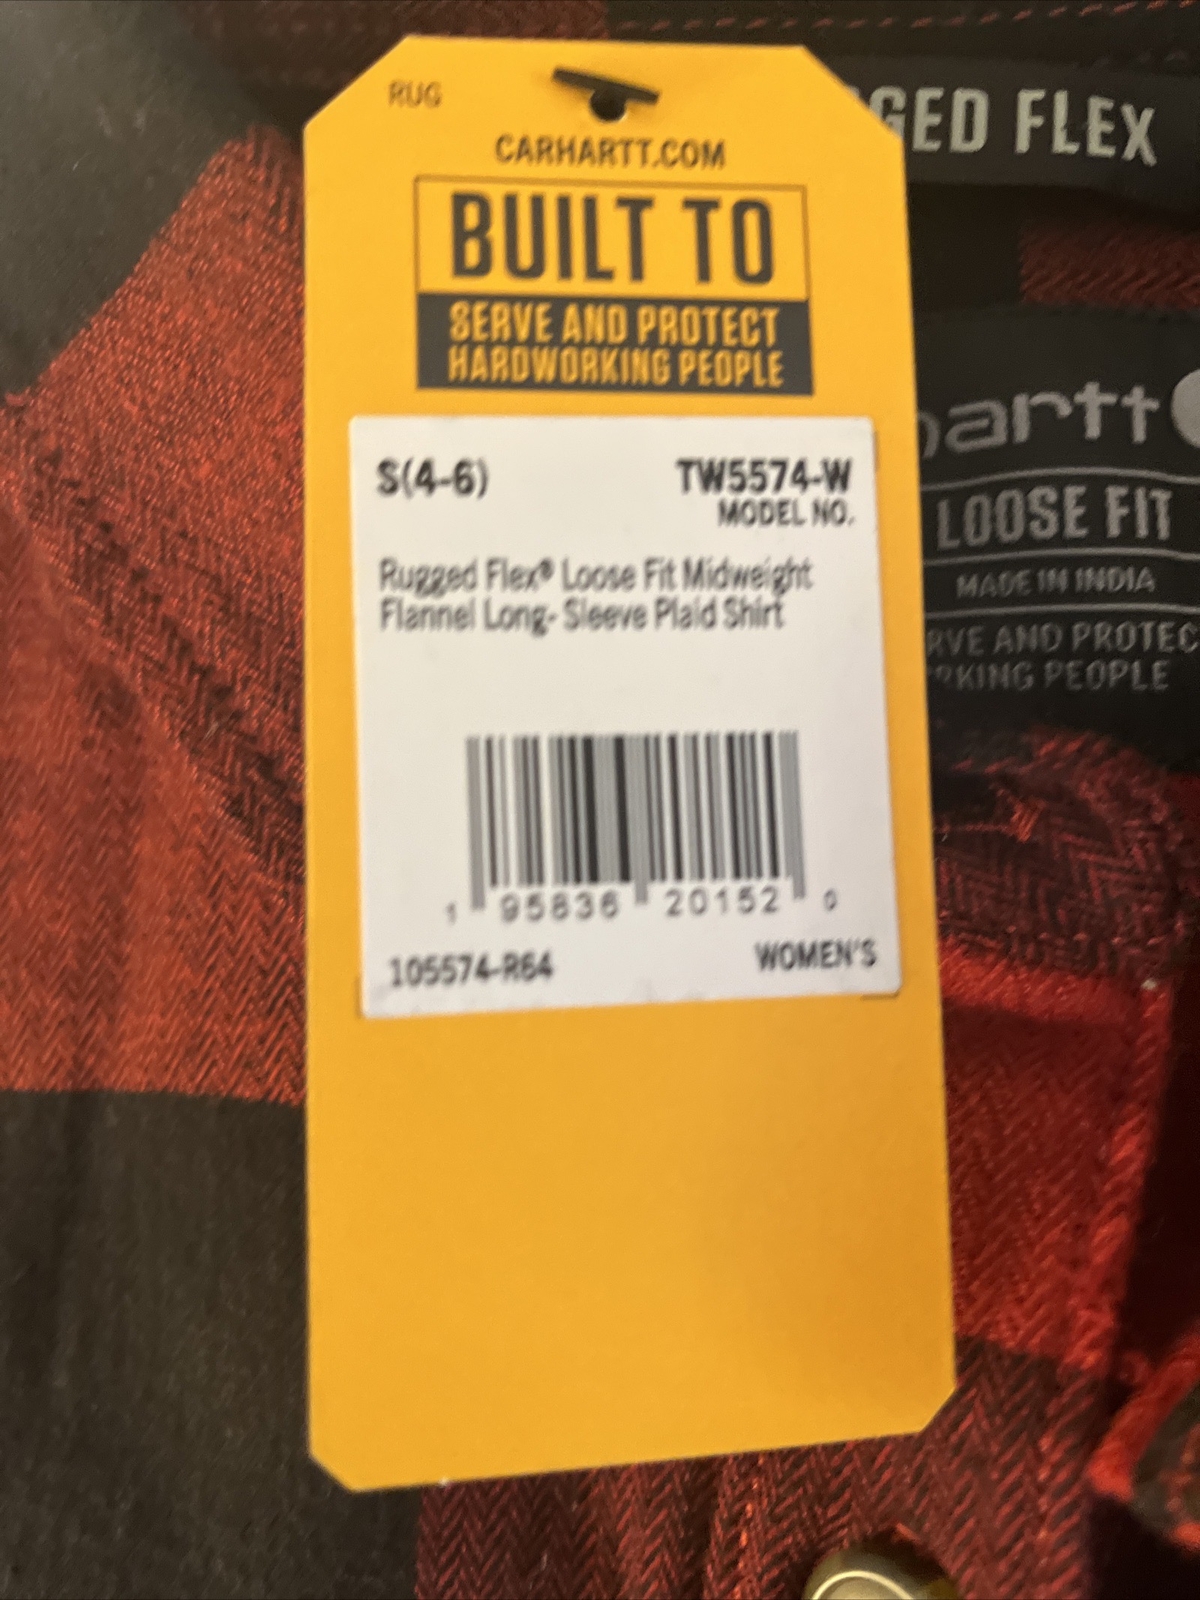 RUG
CARHARTT.COM
BUILT TO
SERVE AND PROTECT
HARDWORKING PEOPLE
S(4-6)
TW5574-W
MODEL NO.
Rugged Flex® Loose Fit Midweight
Flannel Long- Sleeve Plaid Shirt
1 95836 20152 0
105574-R64
WOMEN'S
GED FLEX
hartt
LOOSE FIT
MADE IN INDIA
RVE AND PROTEC
RKING PEOPLE